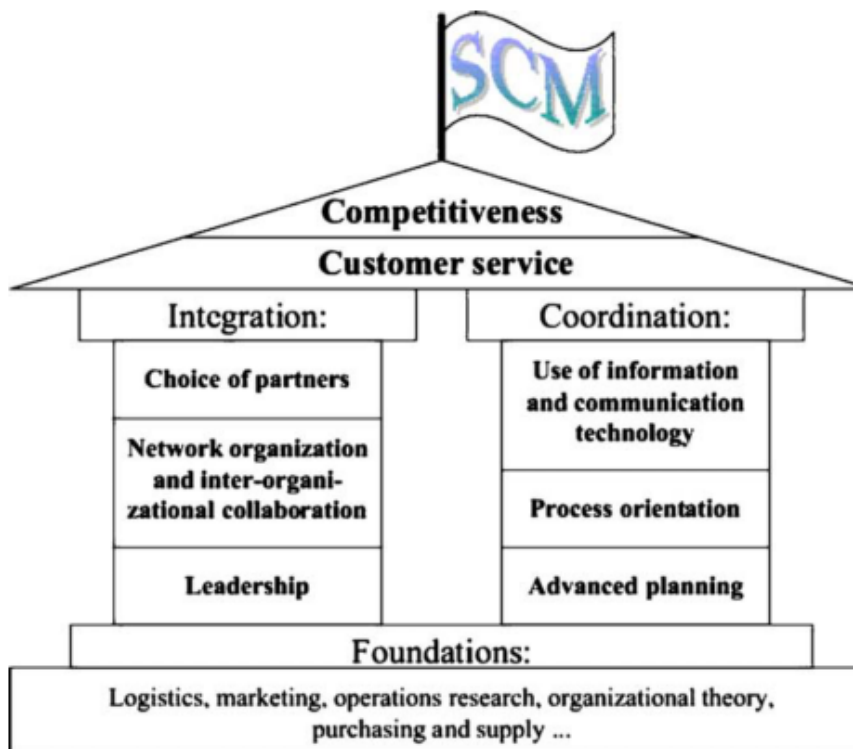 SCM
Competitiveness
Customer service
Integration:
Choice of partners
Network organization
and inter-organi-
zational collaboration
Leadership
Coordination:
Use of information
and communication
technology
Process orientation
Advanced planning
Foundations:
Logistics, marketing, operations research, organizational theory,
purchasing and supply ...